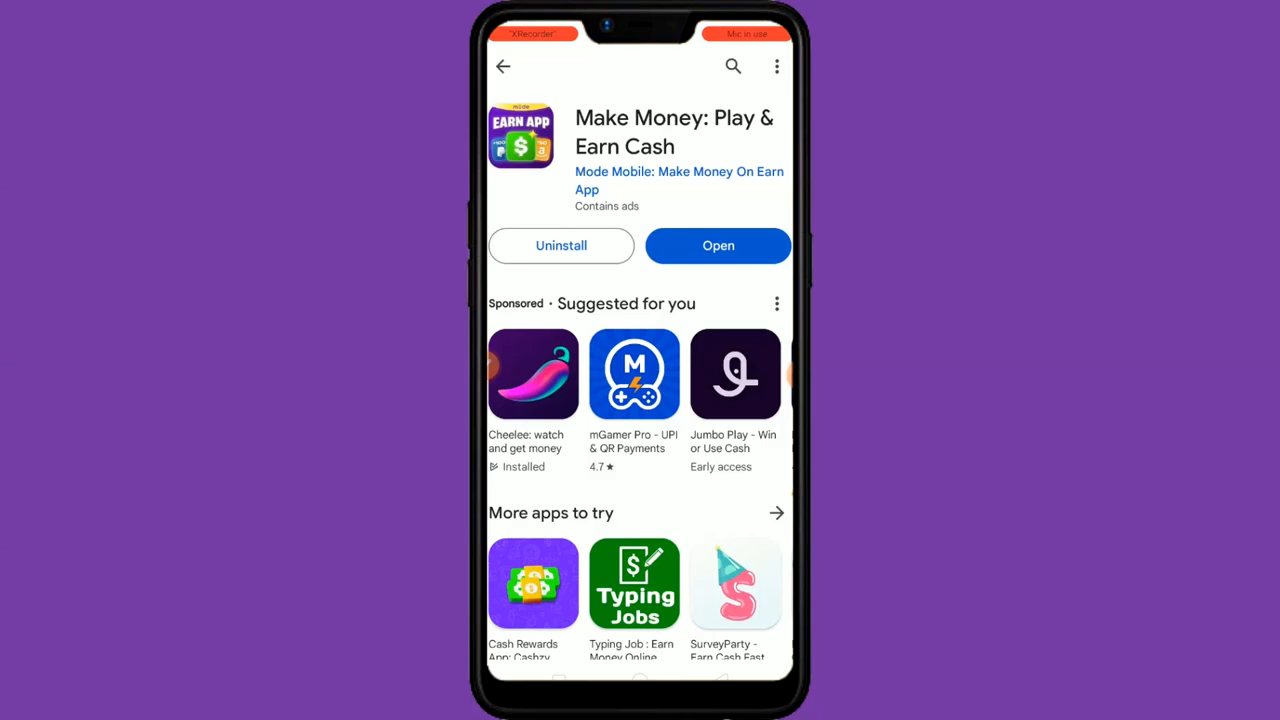 "XRecorder"
Mic in use
mode
EARN APP
$
Make Money: Play &
Earn Cash
Mode Mobile: Make Money On Earn
App
Contains ads
Uninstall
Open
Sponsored · Suggested for you
M
Cheelee: watch
and get money
Installed
mGamer Pro - UPI
& QR Payments
4.7★
Jumbo Play - Win
or Use Cash
Early access
More apps to try
$
Typing
Jobs
S
Cash Rewards
App: Cashzy
Typing Job : Earn
Money Online
SurveyParty -
Earn Cash Fast